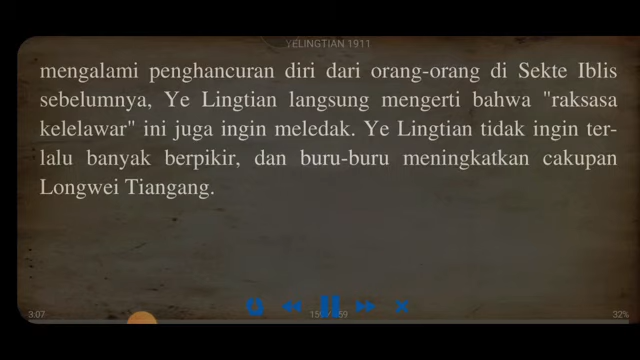 YELINGTIAN 1911
mengalami penghancuran diri dari orang-orang di Sekte Iblis
sebelumnya, Ye Lingtian langsung mengerti bahwa "raksasa
kelelawar" ini juga ingin meledak. Ye Lingtian tidak ingin ter-
lalu banyak berpikir, dan buru-buru meningkatkan cakupan
Longwei Tiangang.
3:07
32%